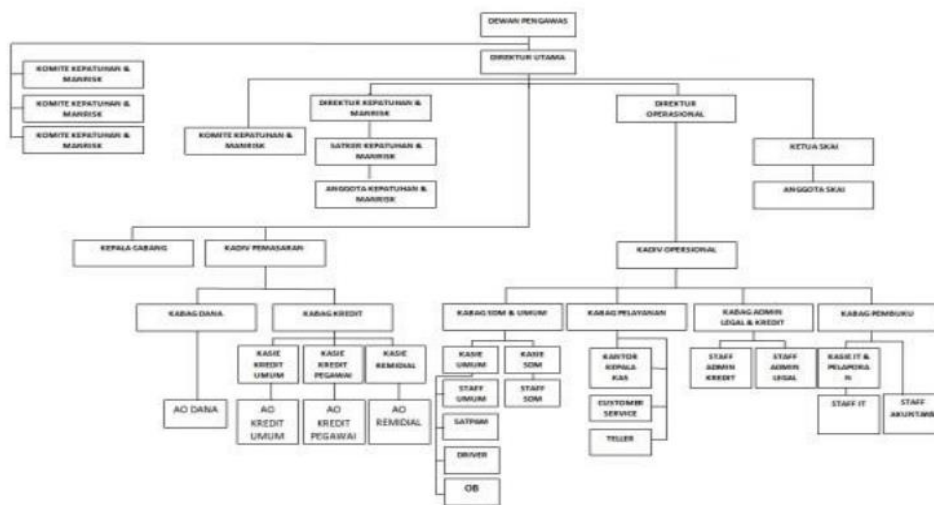 DEWAN PENGAWAS
DIREKTUR UTAMA
KOMITE KEPATUHAN &
MANRISK
KOMITE KEPATUHAN &
MANRISK
KOMITE KEPATUHAN &
MANRISK
KOMITE KEPATUHAN &
MANRISK
DIREKTUR KEPATUHAN &
MANRISK
SATKER KEPATUHAN &
MANRISK
ANGGOTA KEPATUHAN &
MANRISK
DIREKTUR
OPERASIONAL
KETUA SKAI
ANGGOTA SKAI
KEPALA CABANG
KADIV PEMASARAN
KADIV OPERSIONAL
KABAG DANA
KABAG KREDIT
KABAG SDM & UMUM
KABAG PELAYANAN
KABAG ADMIN
LEGAL & KREDIT
KABAG PEMBUKU
KASIE
KREDIT
UMUM
KASIE
KREDIT
PEGAWAI
KASIE
REMIDIAL
AO DANA
AO
KREDIT
UMUM
AO
KREDIT
PEGAWAI
AO
REMIDIAL
KASIE
UMUM
KASIE
SDM
STAFF
UMUM
STAFF
SDM
SATPAM
DRIVER
OB
KANTOR
KEPALA
KAS
CUSTOMER
SERVICE
TELLER
STAFF
ADMIN
KREDIT
STAFF
ADMIN
LEGAL
KASIE IT &
PELAPORA
N
STAFF IT
STAFF
AKUNTANSI